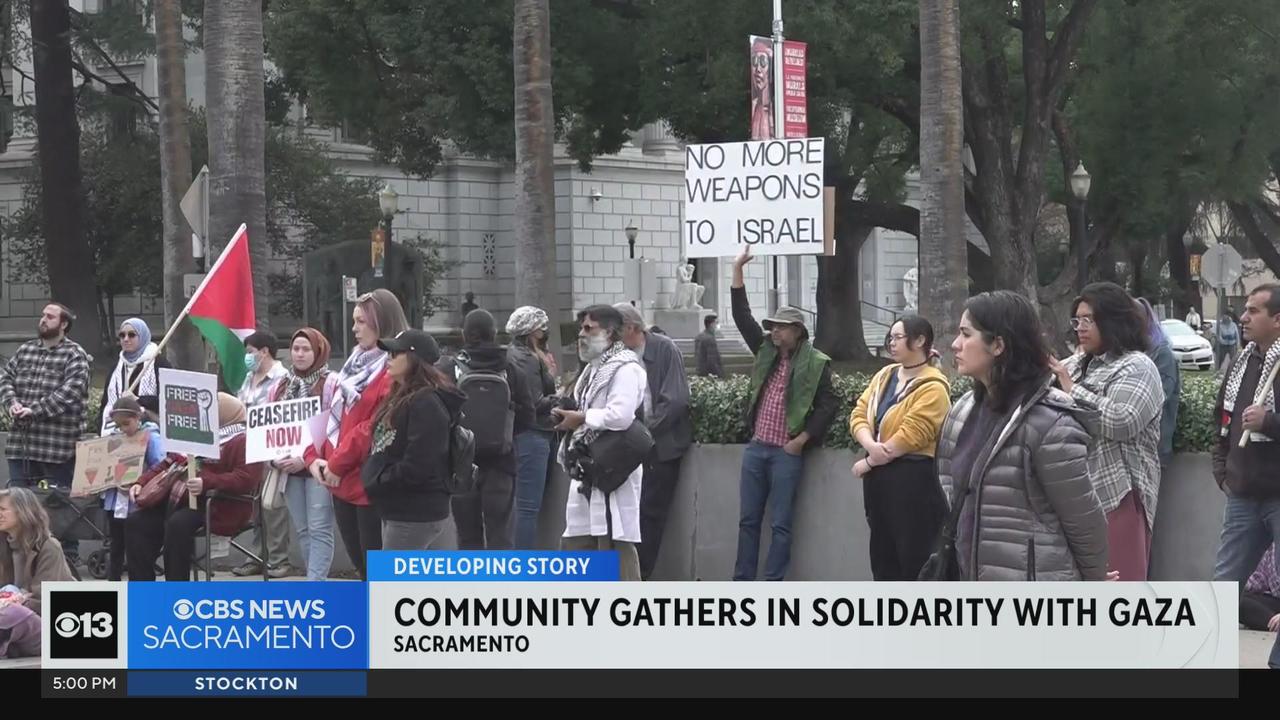 NO MORE
WEAPONS
TO ISRAEL
FREE
FREE
CEASEFIRE
NOW
DEVELOPING STORY
COMMUNITY GATHERS IN SOLIDARITY WITH GAZA
SACRAMENTO
13
CBS NEWS
SACRAMENTO
5:00 PM
STOCKTON